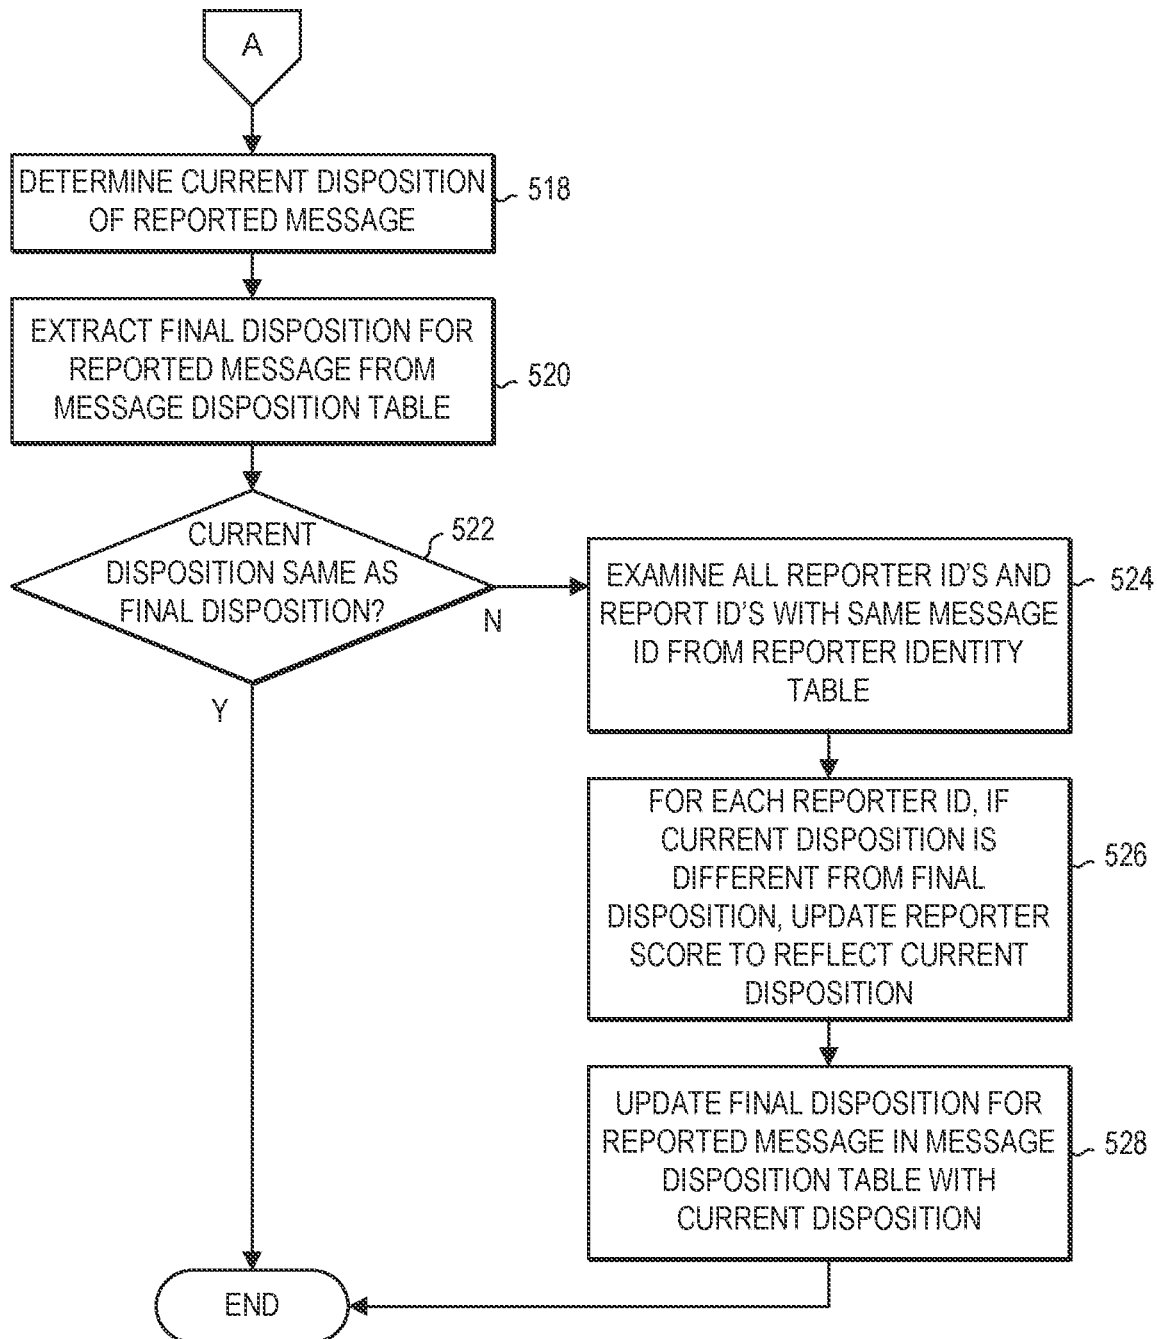 A
DETERMINE CURRENT DISPOSITION
OF REPORTED MESSAGE
518
EXTRACT FINAL DISPOSITION FOR
REPORTED MESSAGE FROM
MESSAGE DISPOSITION TABLE
520
CURRENT
DISPOSITION SAME AS
FINAL DISPOSITION?
522
N
Y
EXAMINE ALL REPORTER ID'S AND
REPORT ID'S WITH SAME MESSAGE
ID FROM REPORTER IDENTITY
TABLE
524
FOR EACH REPORTER ID, IF
CURRENT DISPOSITION IS
DIFFERENT FROM FINAL
DISPOSITION, UPDATE REPORTER
SCORE TO REFLECT CURRENT
DISPOSITION
526
UPDATE FINAL DISPOSITION FOR
REPORTED MESSAGE IN MESSAGE
DISPOSITION TABLE WITH
CURRENT DISPOSITION
528
END